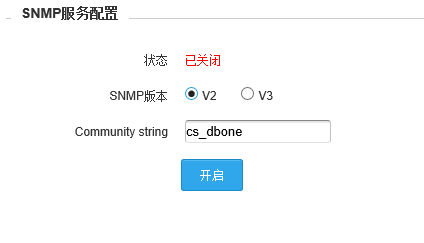 SNMP服务配置
状态 已关闭
SNMP版本 V2 V3
Community string cs_dbone
开启